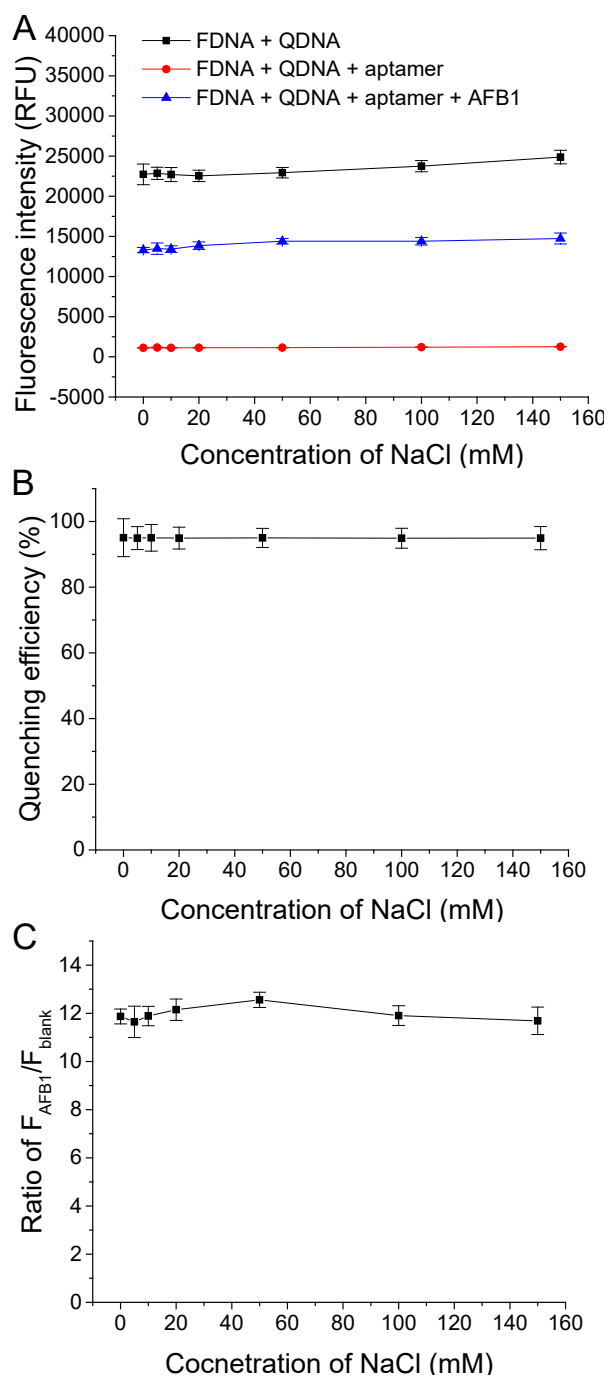 A
FDNA + QDNA
FDNA + QDNA + aptamer
FDNA + QDNA + aptamer + AFB1
Fluorescence intensity (RFU)
40000
35000
30000
25000
20000
15000
10000
5000
0
-5000
0 20 40 60 80 100 120 140 160
Concentration of NaCl (mM)
B
Quenching efficiency (%)
100
80
60
40
20
0
0 20 40 60 80 100 120 140 160
Concentration of NaCl (mM)
C
Ratio of F_AFB1/F_blank
14
12
10
8
6
4
2
0
0 20 40 60 80 100 120 140 160
Cocnetration of NaCl (mM)